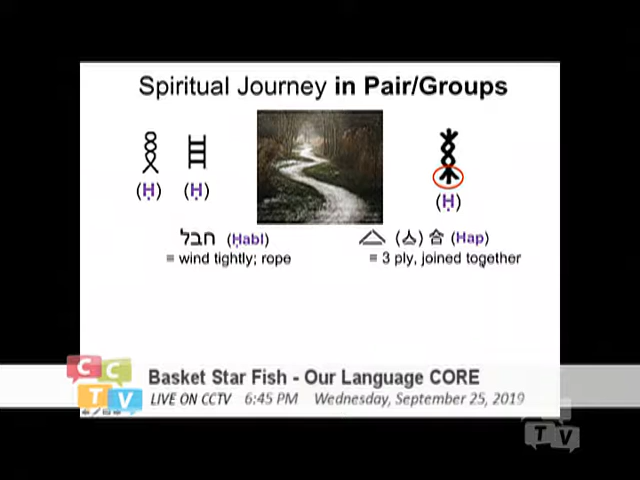 Spiritual Journey in Pair/Groups
(Ḥ) (Ḥ)
(Ḥ)
חבל (Ḥabl)
= wind tightly; rope
(亼) 合 (Hap)
= 3 ply, joined together
CCTV
Basket Star Fish - Our Language CORE
LIVE ON CCTV 6:45 PM Wednesday, September 25, 2019
TV